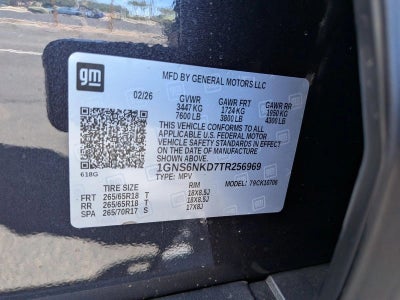 gm
MFD BY GENERAL MOTORS LLC
02/26 GVWR GAWR FRT GAWR RR
3447 KG 1724 KG 1950 KG
7600 LB 3800 LB 4300 LB
THIS VEHICLE CONFORMS TO ALL
APPLICABLE U.S. FEDERAL MOTOR
VEHICLE SAFETY STANDARDS IN EFFECT
ON THE DATE OF MANUFACTURE
SHOWN ABOVE.
1GNS6NKD7TR256969
618G TYPE: MPV MODEL: T9CK10706
TIRE SIZE RIM
FRT 265/65R18 T 18X8.5J
RR 265/65R18 T 18X8.5J
SPA 265/70R17 S 17X8J